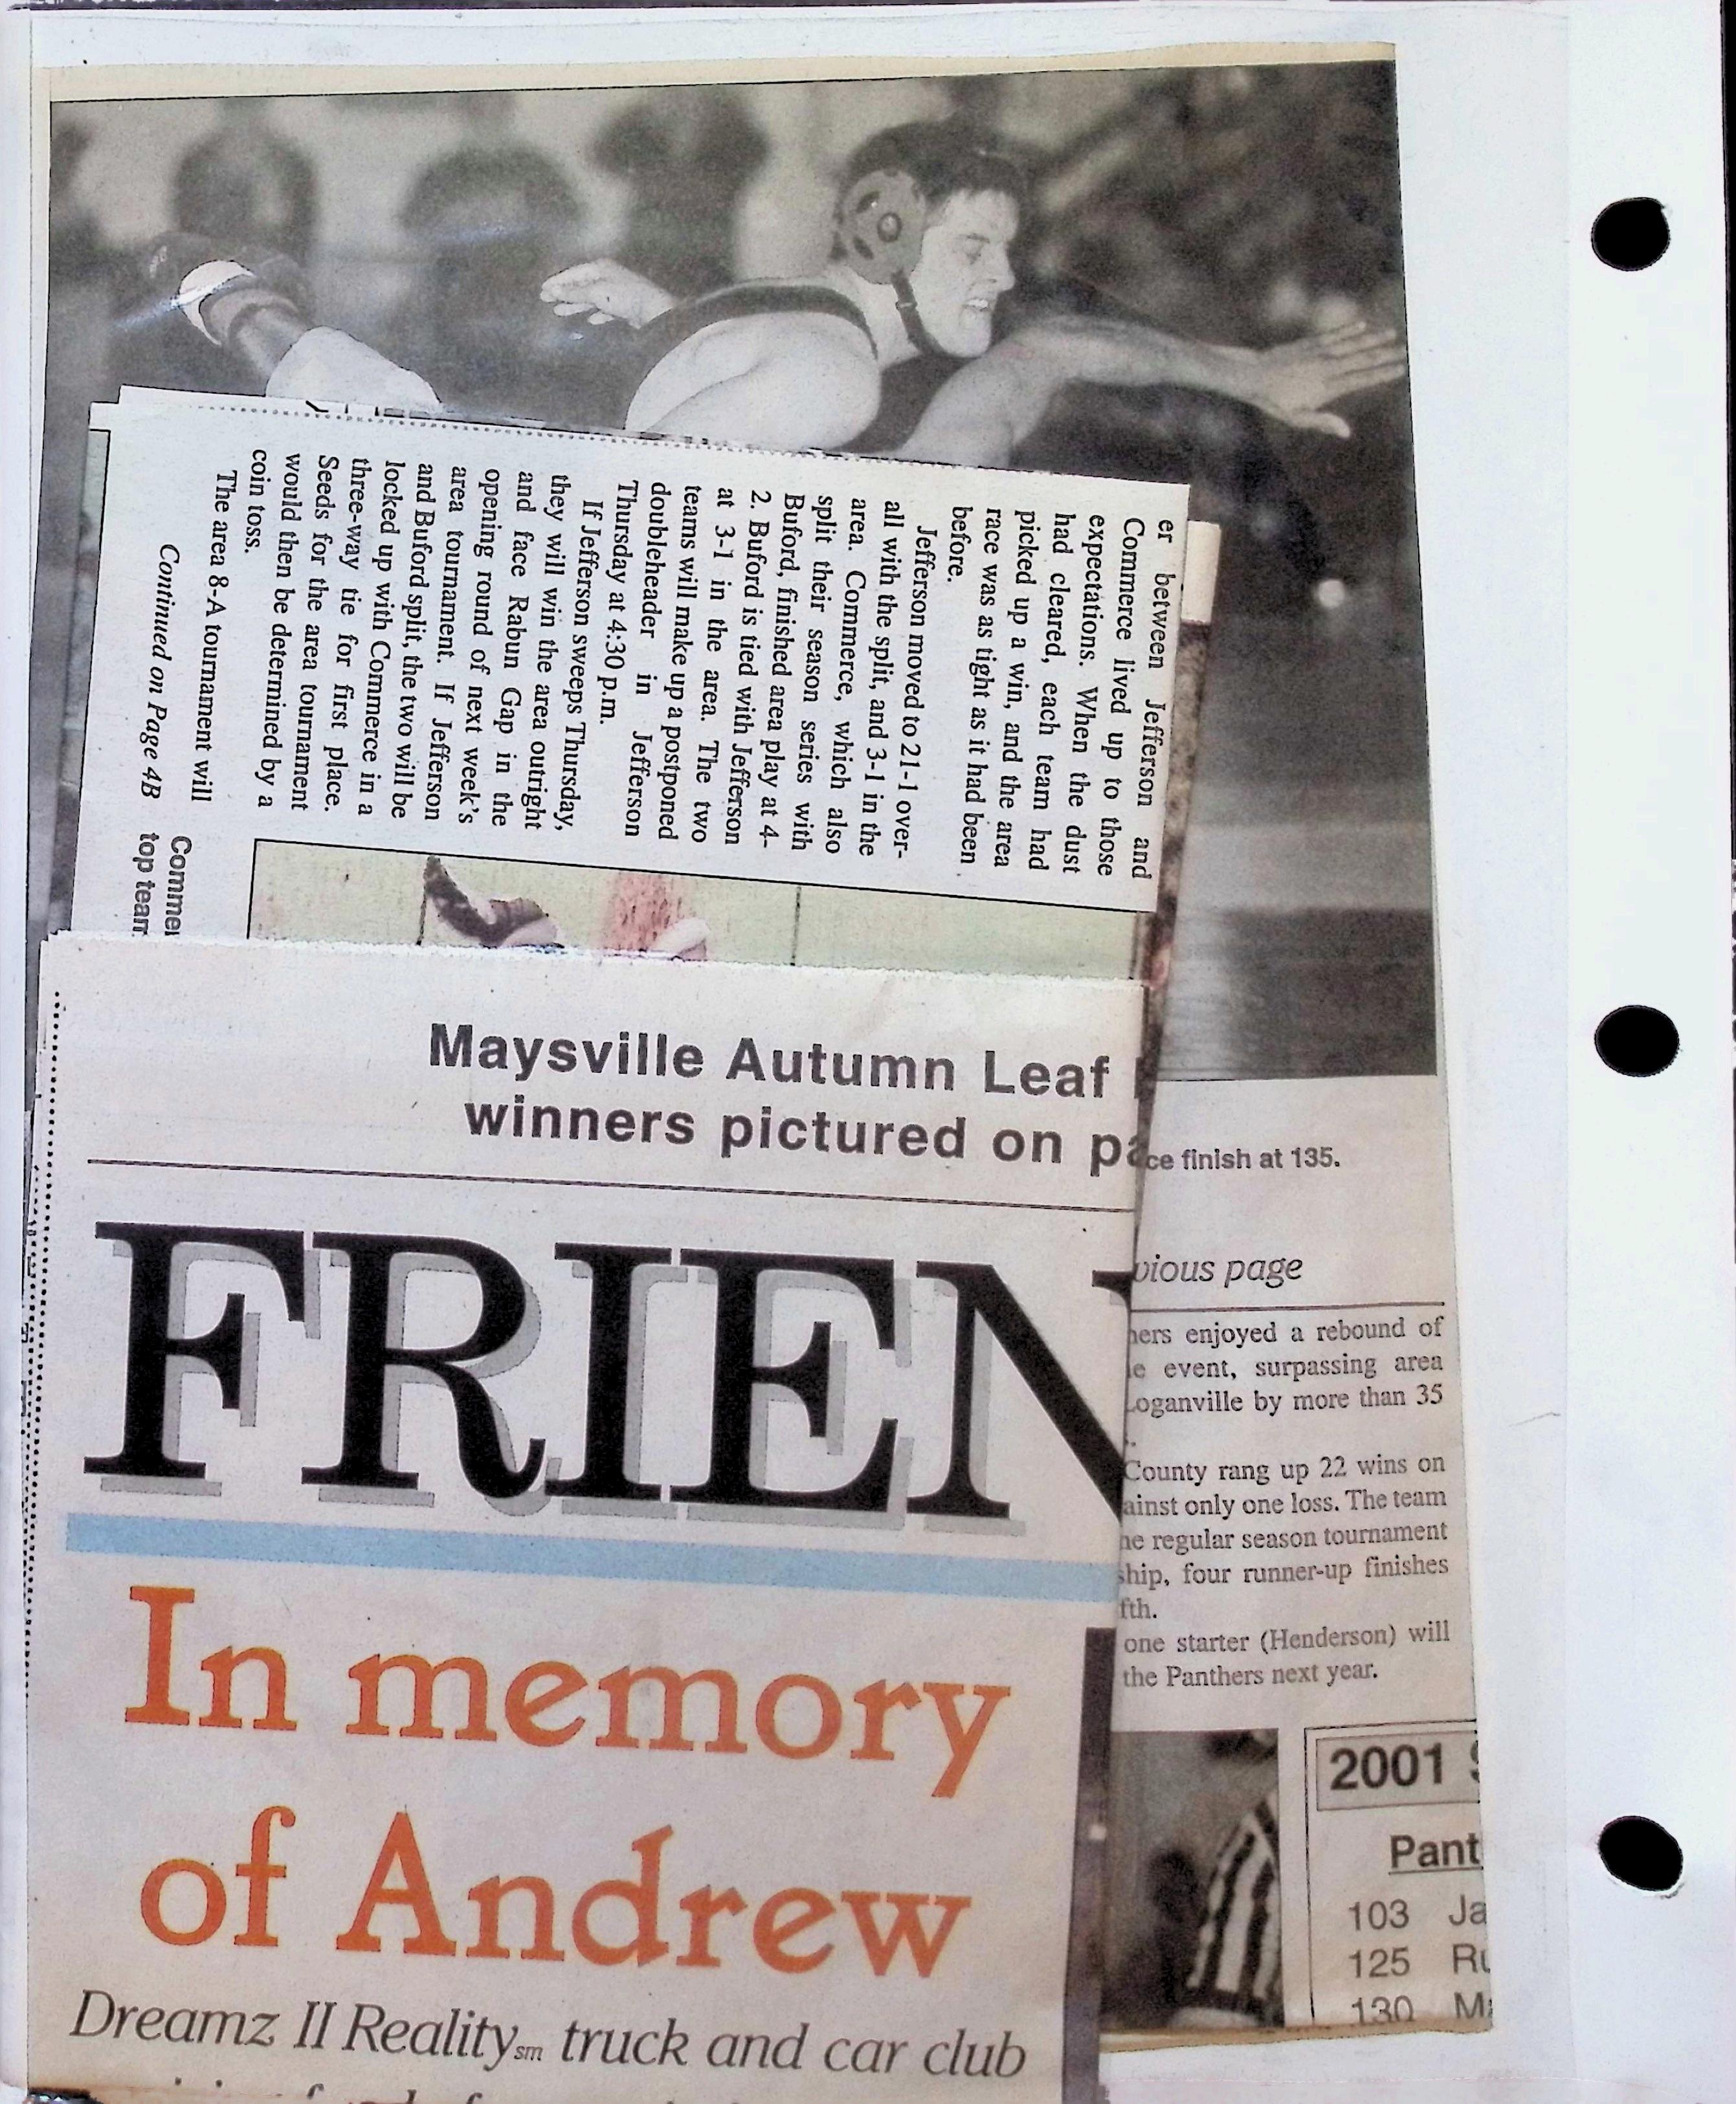 er between Jefferson and
Commerce lived up to those
expectations. When the dust
had cleared, each team had
picked up a win, and the area
race was as tight as it had been
before.
Jefferson moved to 21-1 over-
all with the split, and 3-1 in the
area. Commerce, which also
split their season series with
Buford, finished area play at 4-
2. Buford is tied with Jefferson
at 3-1 in the area. The two
teams will make up a postponed
doubleheader in Jefferson
Thursday at 4:30 p.m.
If Jefferson sweeps Thursday,
they will win the area outright
and face Rabun Gap in the
opening round of next week's
area tournament. If Jefferson
and Buford split, the two will be
locked up with Commerce in a
three-way tie for first place.
Seeds for the area tournament
would then be determined by a
coin toss.
The area 8-A tournament will
Continued on Page 4B
Commer
top team
Maysville Autumn Leaf
winners pictured on pa
FRIEN
In memory
of Andrew
Dreamz II Reality sm truck and car club
ce finish at 135.
vious page
hers enjoyed a rebound of
e event, surpassing area
Loganville by more than 35
County rang up 22 wins on
ainst only one loss. The team
he regular season tournament
ship, four runner-up finishes
fth.
one starter (Henderson) will
the Panthers next year.
2001
Pant
103 Ja
125 Ru
130 Ma